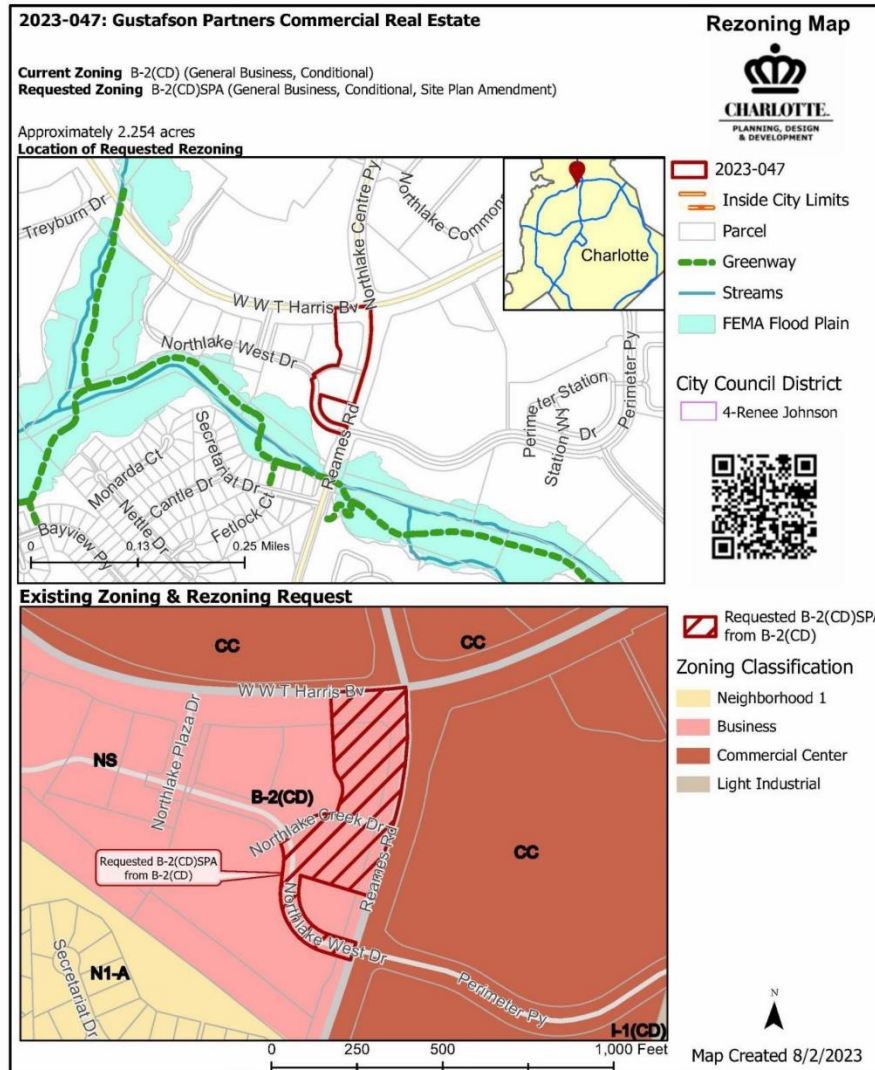 2023-047: Gustafson Partners Commercial Real Estate
Current Zoning B-2(CD) (General Business, Conditional)
Requested Zoning B-2(CD)SPA (General Business, Conditional, Site Plan Amendment)
Approximately 2.254 acres
Location of Requested Rezoning
Treyburn Dr
Northlake Centre Py
Northlake Commons
W W T Harris Bv
Northlake West Dr
Reames Rd
Perimeter Station Dr
Perimeter Station NW
Perimeter Py
Secretariat Dr
Monarda Ct
Cantle Dr
Nettle Dr
Fetlock Ct
Bayview Py
0 0.13 0.25 Miles
Charlotte
Rezoning Map
CHARLOTTE.
PLANNING, DESIGN
& DEVELOPMENT
2023-047
Inside City Limits
Parcel
Greenway
Streams
FEMA Flood Plain
City Council District
4-Renee Johnson
Existing Zoning & Rezoning Request
CC
CC
W W T Harris Bv
Northlake Plaza Dr
NS
B-2(CD)
Northlake Creek Dr
Reames Rd
CC
Requested B-2(CD)SPA
from B-2(CD)
Northlake West Dr
Perimeter Py
N1-A
Secretariat Dr
I-1(CD)
0 250 500 1,000 Feet
Requested B-2(CD)SPA
from B-2(CD)
Zoning Classification
Neighborhood 1
Business
Commercial Center
Light Industrial
N
Map Created 8/2/2023